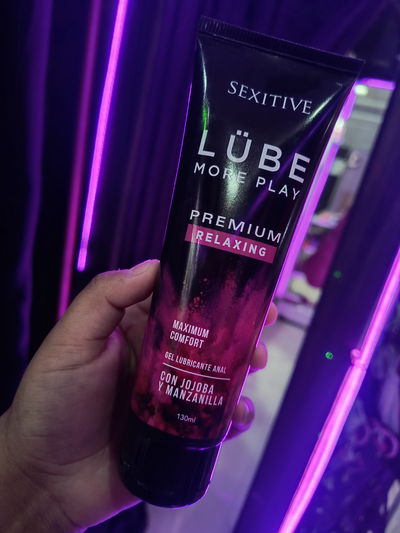 SEXITIVE
LÜBE
MORE PLAY
PREMIUM
RELAXING
MAXIMUM
COMFORT
GEL LUBRICANTE ANAL
CON JOJOBA
Y MANZANILLA
130ml